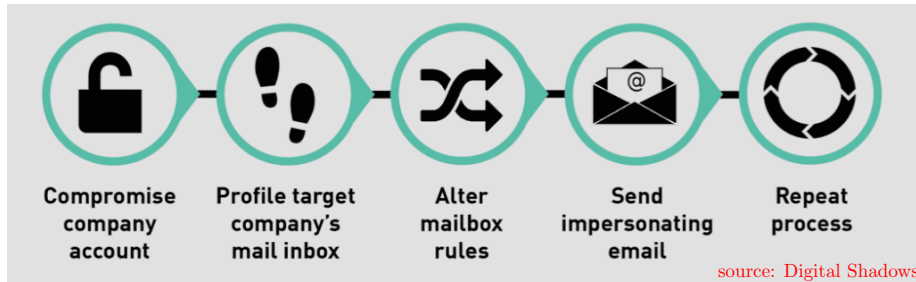 @
Compromise
company
account
Profile target
company's
mail inbox
Alter
mailbox
rules
Send
impersonating
email
Repeat
process
source: Digital Shadows